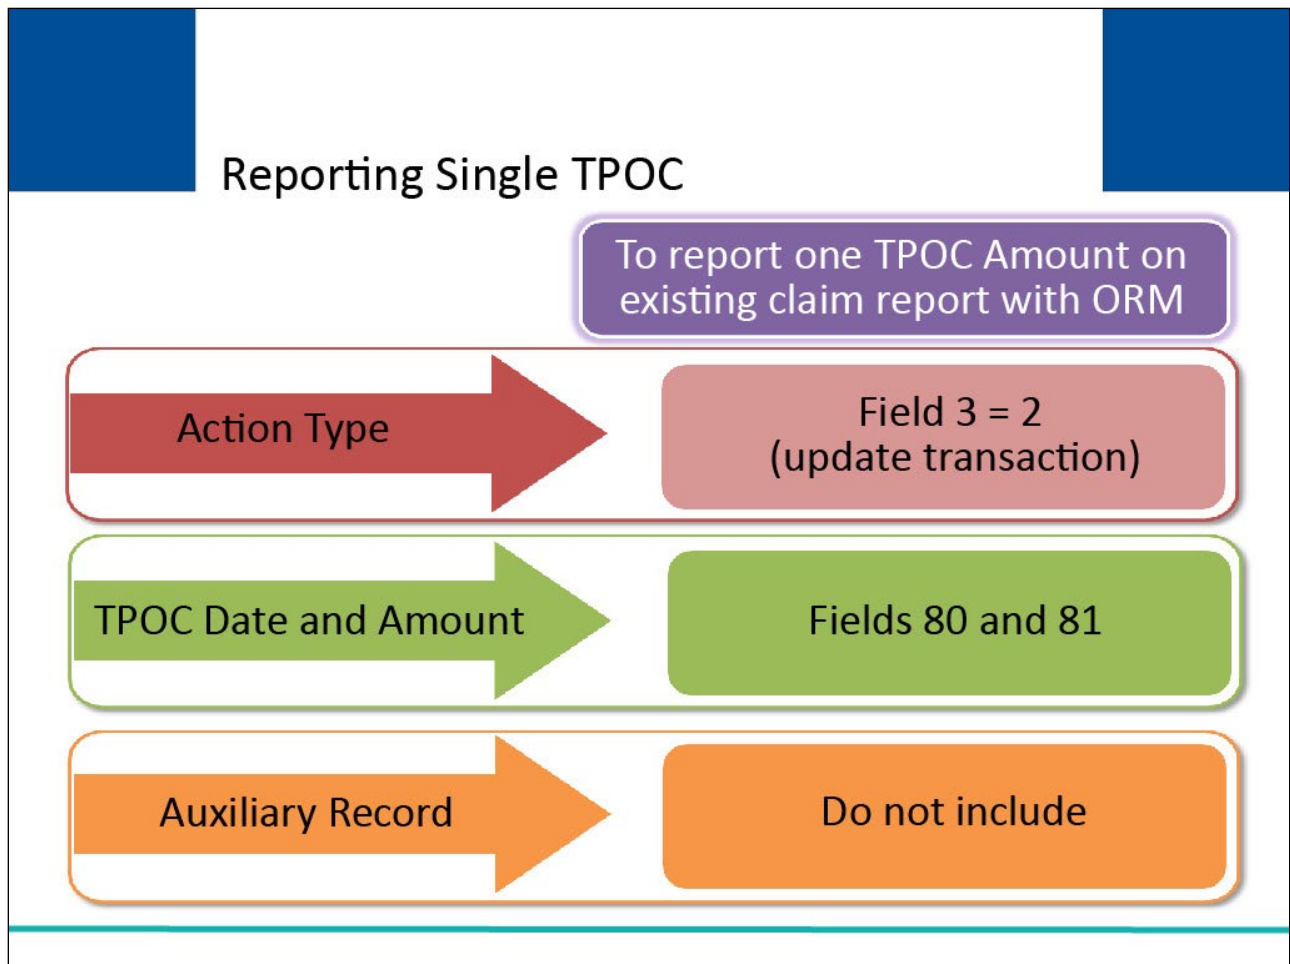 Reporting Single TPOC
To report one TPOC Amount on
existing claim report with ORM
Action Type
Field 3 = 2
(update transaction)
TPOC Date and Amount
Fields 80 and 81
Auxiliary Record
Do not include